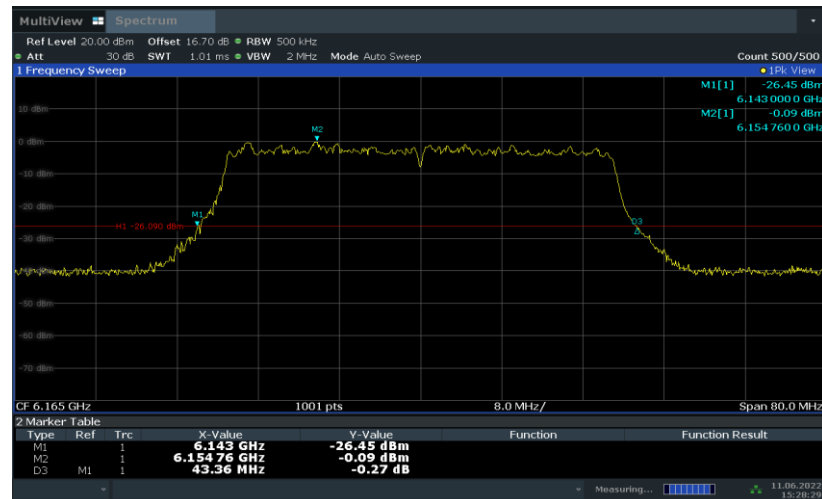 MultiView Spectrum
Ref Level 20.00 dBm Offset 16.70 dB RBW 500 kHz
Att 30 dB SWT 1.01 ms VBW 2 MHz Mode Auto Sweep Count 500/500
1 Frequency Sweep 1Pk View
M1[1] -26.45 dBm
6.143 000 0 GHz
M2[1] -0.09 dBm
6.154 760 0 GHz
10 dBm
M2
0 dBm
-10 dBm
-20 dBm
M1
D3
H1 -26.090 dBm
-30 dBm
-50 dBm
-60 dBm
-70 dBm
CF 6.165 GHz 1001 pts 8.0 MHz/ Span 80.0 MHz
2 Marker Table
Type Ref Trc X-Value Y-Value Function Function Result
M1 1 6.143 GHz -26.45 dBm
M2 1 6.154 76 GHz -0.09 dBm
D3 M1 1 43.36 MHz -0.27 dB
Measuring... 11.06.2022
15:28:29